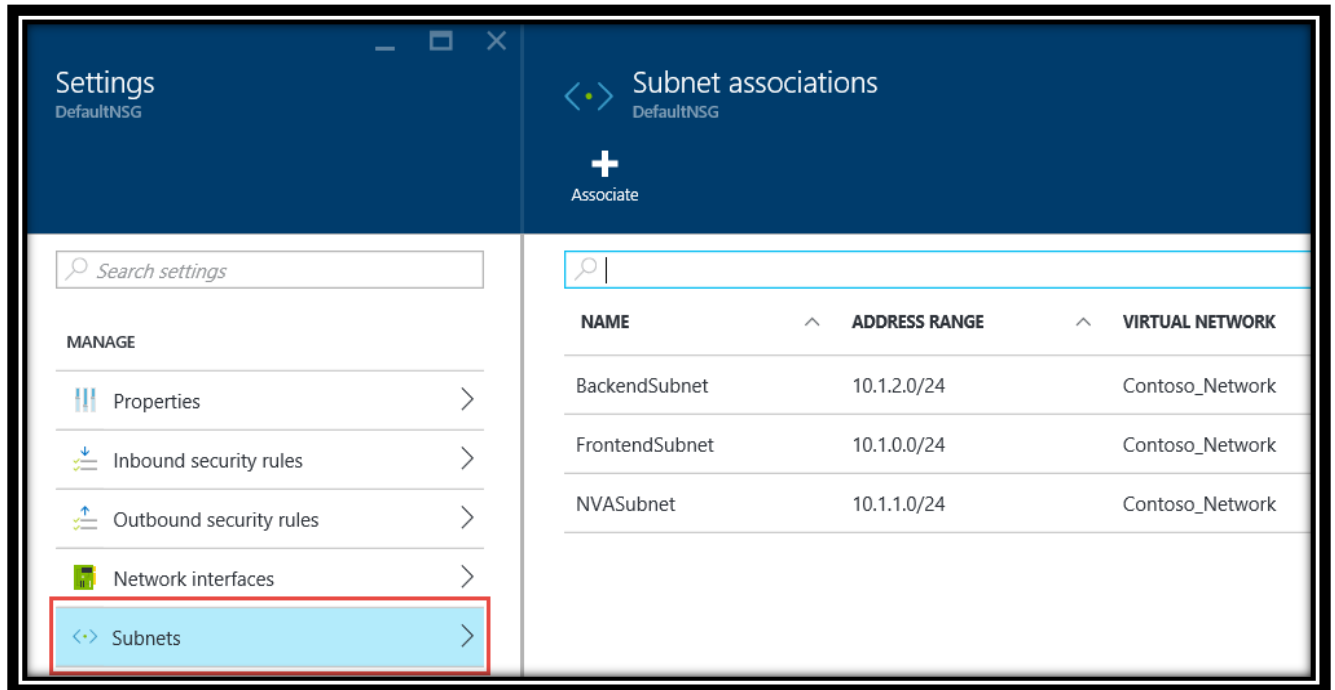 Settings
DefaultNSG
Search settings
MANAGE
Properties
Inbound security rules
Outbound security rules
Network interfaces
Subnets
Subnet associations
DefaultNSG
Associate
NAME ADDRESS RANGE VIRTUAL NETWORK
BackendSubnet 10.1.2.0/24 Contoso_Network
FrontendSubnet 10.1.0.0/24 Contoso_Network
NVASubnet 10.1.1.0/24 Contoso_Network